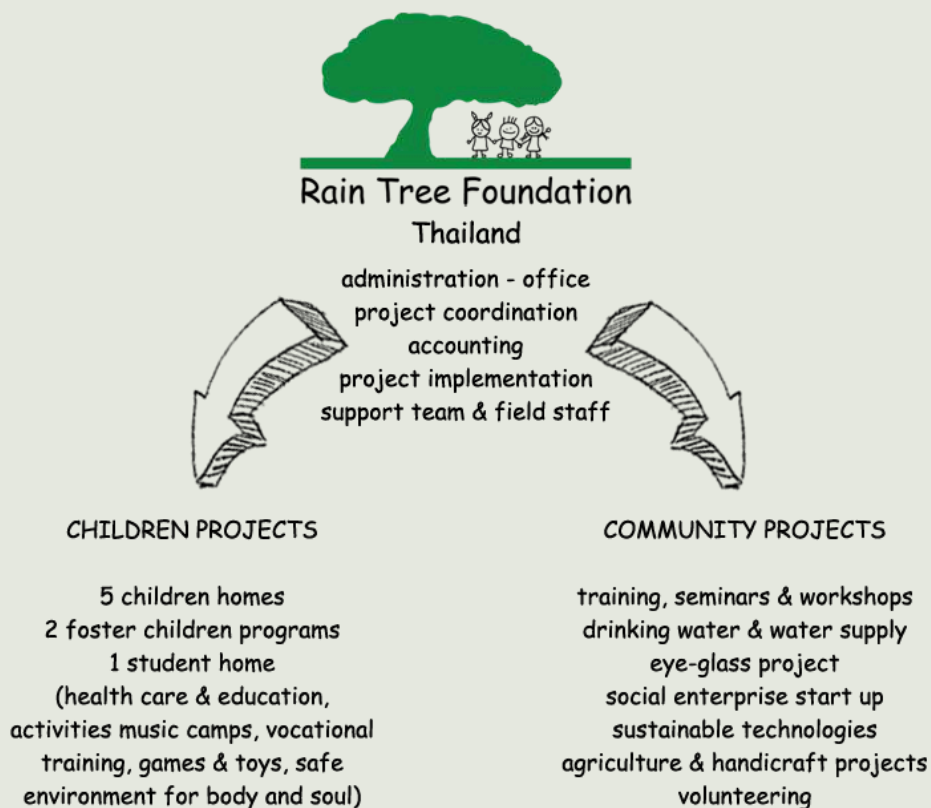 Rain Tree Foundation
Thailand
administration - office
project coordination
accounting
project implementation
support team & field staff
CHILDREN PROJECTS
5 children homes
2 foster children programs
1 student home
(health care & education,
activities music camps, vocational
training, games & toys, safe
environment for body and soul)
COMMUNITY PROJECTS
training, seminars & workshops
drinking water & water supply
eye-glass project
social enterprise start up
sustainable technologies
agriculture & handicraft projects
volunteering